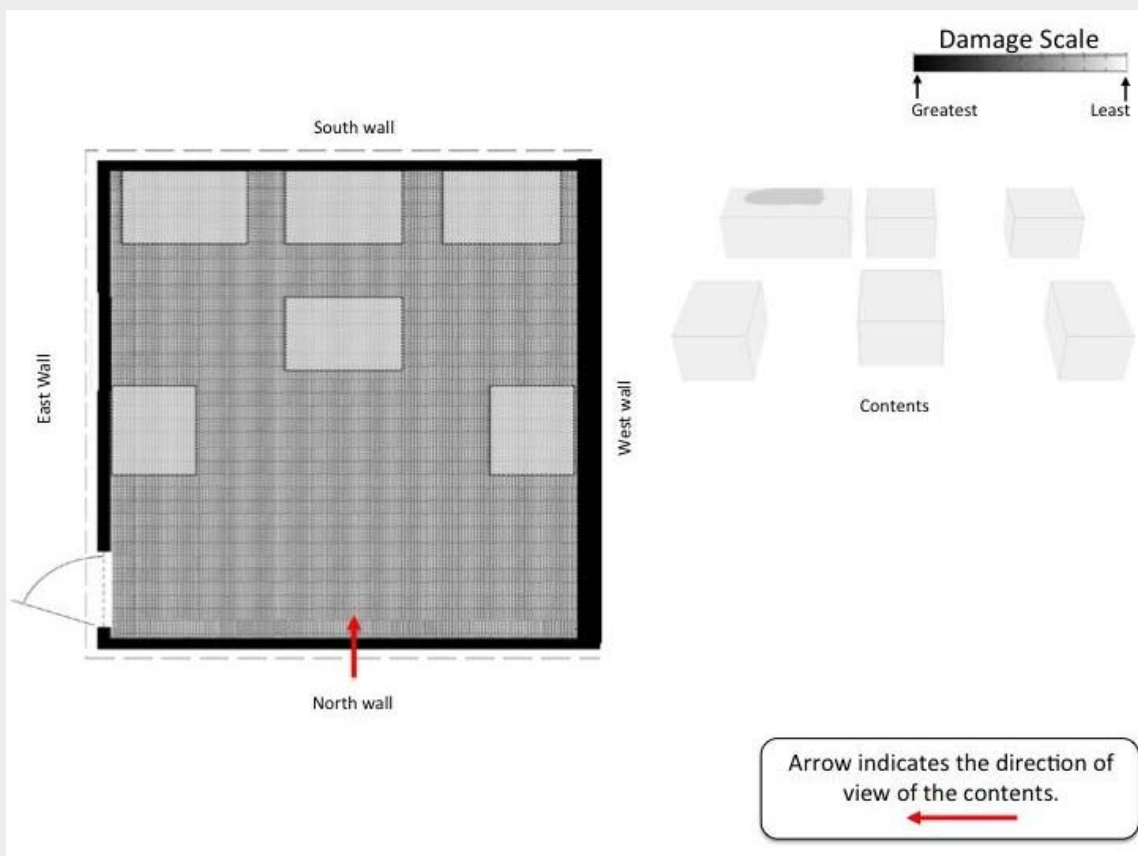 Damage Scale
Greatest
Least
South wall
East Wall
West wall
Contents
North wall
Arrow indicates the direction of
view of the contents.